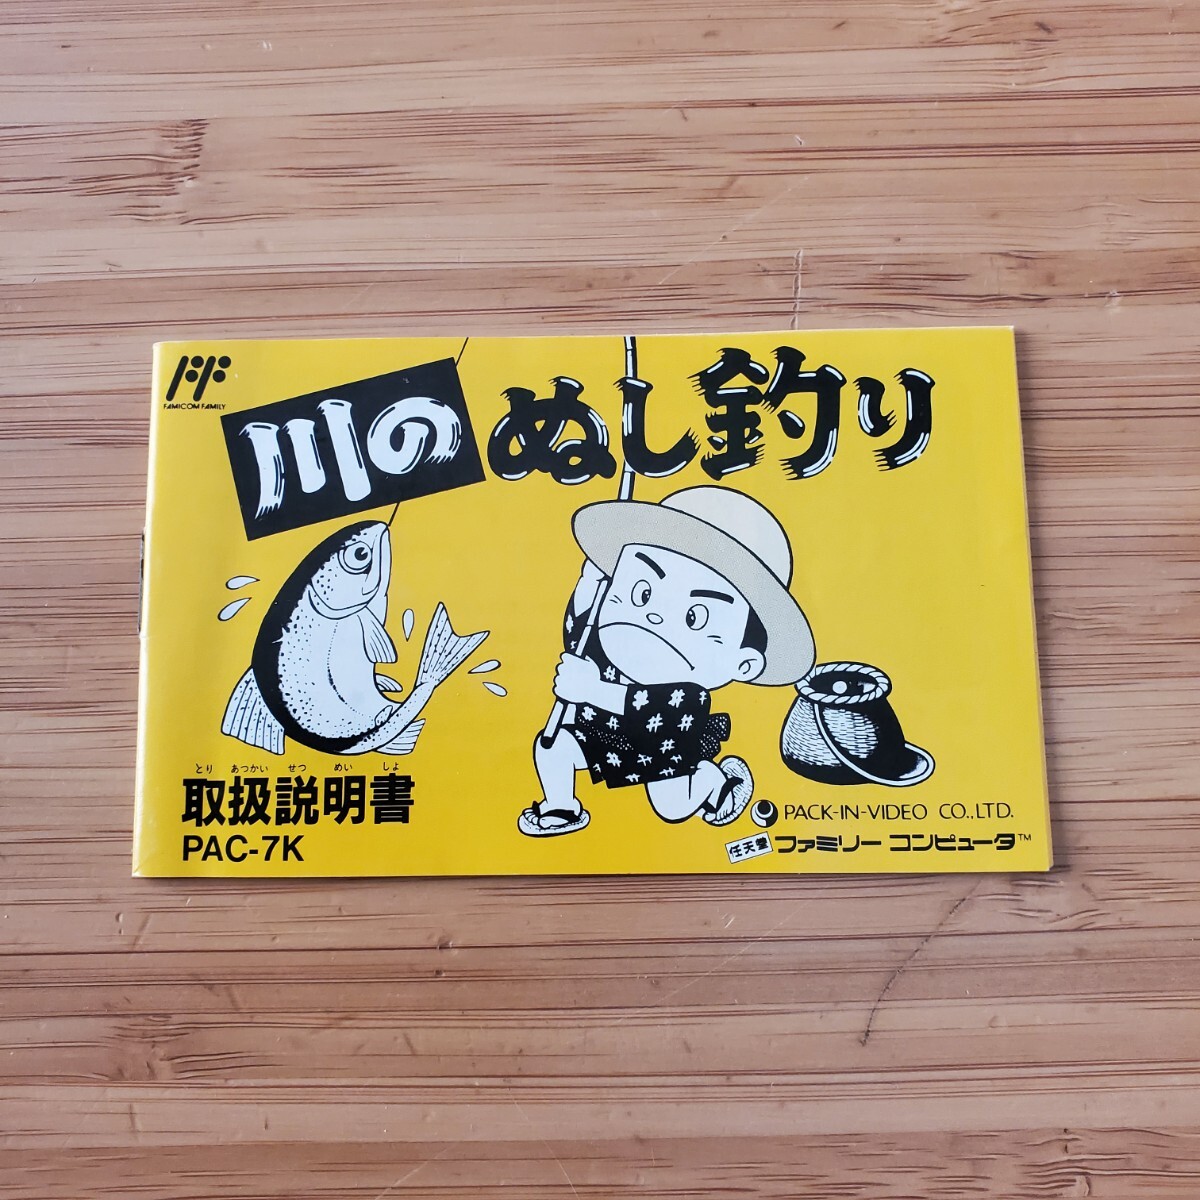 FAMICOM FAMILY
川のぬし釣り
とり あつかい せつ めい しよ
取扱説明書
PAC-7K
PACK-IN-VIDEO CO.,LTD.
任天堂 ファミリーコンピュータ™